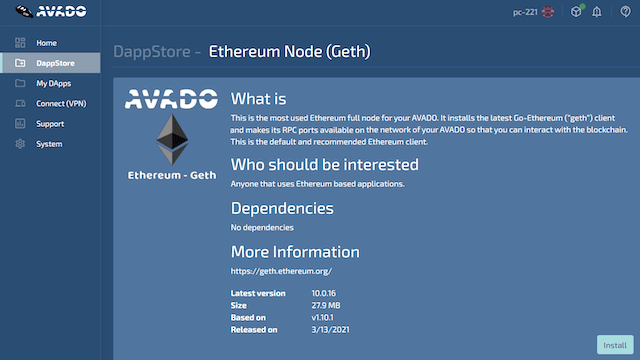 AVADO
pc-221
Home
DappStore
My DApps
Connect (VPN)
Support
System
DappStore - Ethereum Node (Geth)
AVADO
Ethereum - Geth
What is
This is the most used Ethereum full node for your AVADO. It installs the latest Go-Ethereum ("geth") client
and makes its RPC ports available on the network of your AVADO so that you can interact with the blockchain.
This is the default and recommended Ethereum client.
Who should be interested
Anyone that uses Ethereum based applications.
Dependencies
No dependencies
More Information
https://geth.ethereum.org/
Latest version 10.0.16
Size 27.9 MB
Based on v1.10.1
Released on 3/13/2021
Install